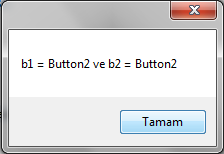 b1 = Button2 ve b2 = Button2
Tamam